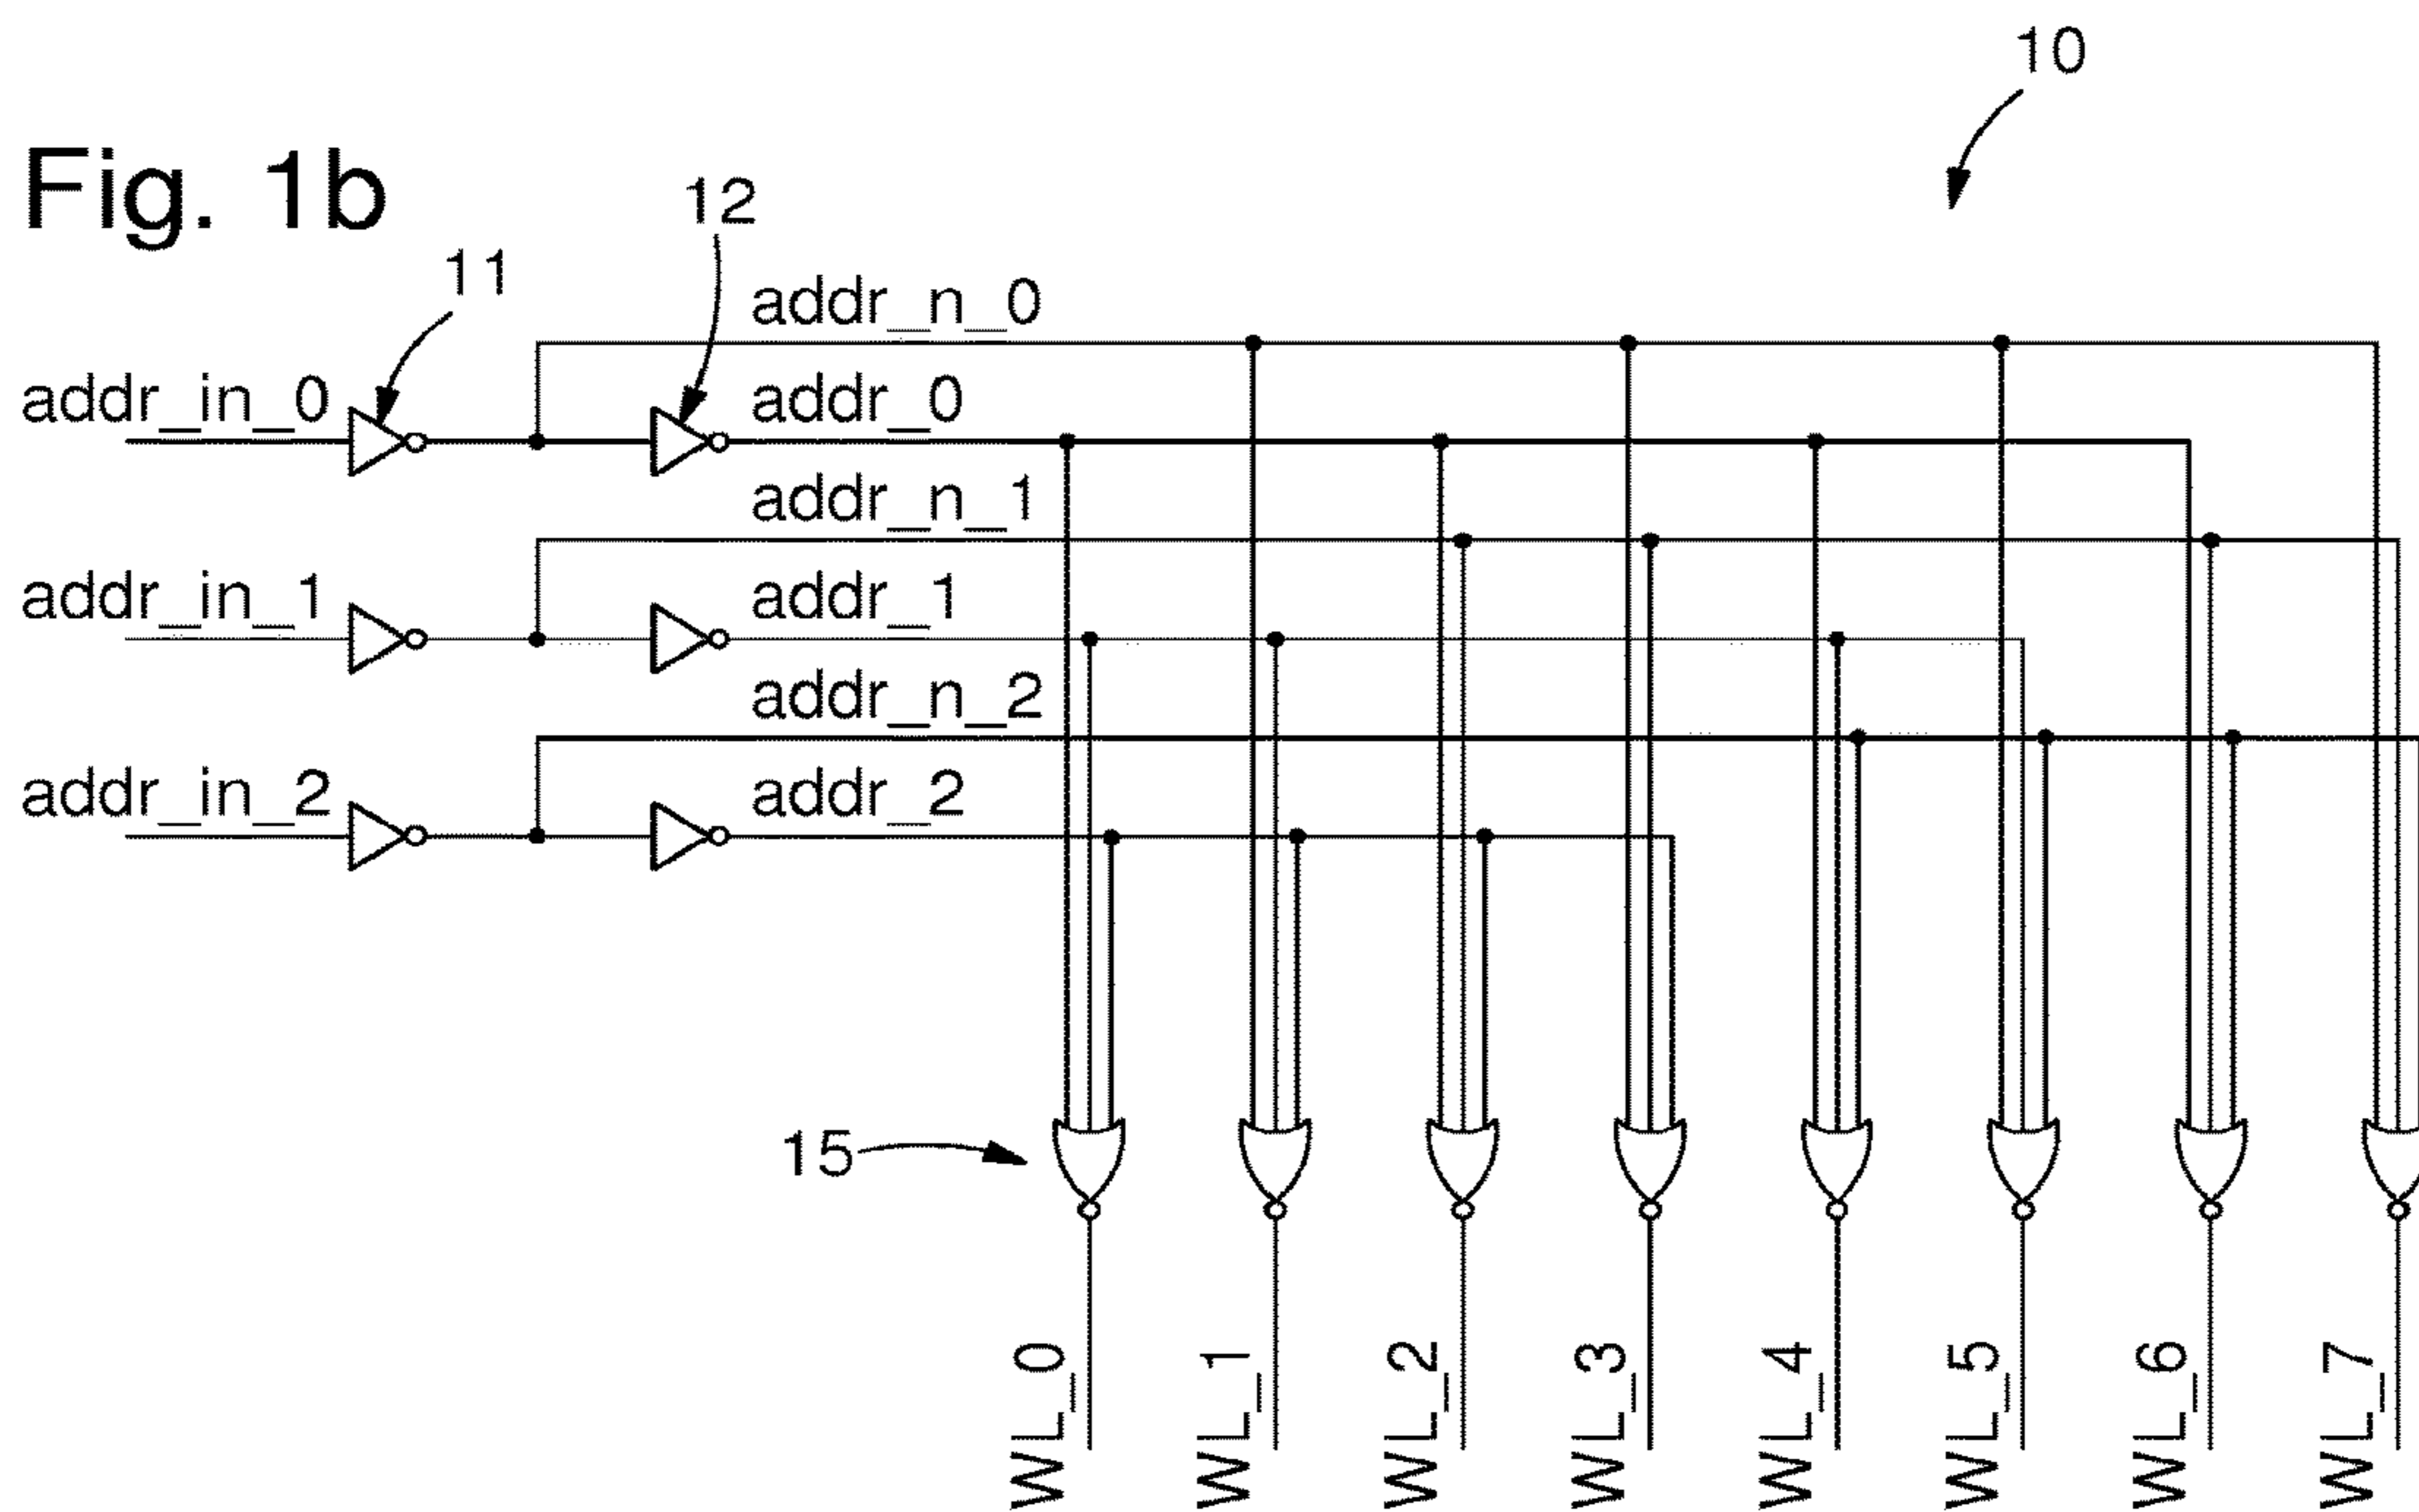 10
Fig. 1b
12
11
addr_n_0
addr_in_0
addr_0
addr_n_1
addr_in_1
addr_1
addr_n_2
addr_in_2
addr_2
15
WL_0
WL_1
WL_2
WL_3
WL_4
WL_5
WL_6
WL_7